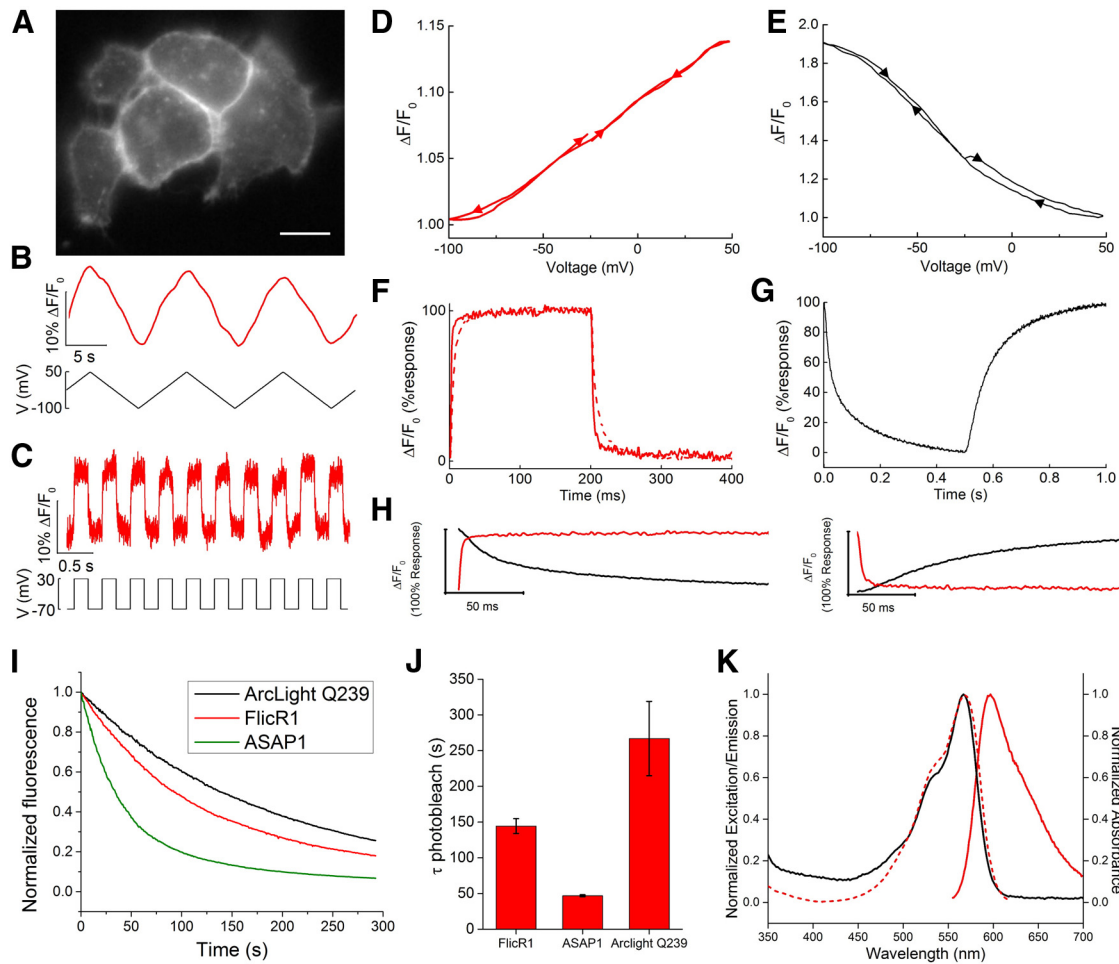 A
B
10% ΔF/F0
5 s
V (mV)
50
-100
C
10% ΔF/F0
0.5 s
V (mV)
30
-70
D
ΔF/F0
1.15
1.10
1.05
1.00
-100
-50
0
50
Voltage (mV)
E
ΔF/F0
2.0
1.8
1.6
1.4
1.2
1.0
-100
-50
0
50
Voltage (mV)
F
ΔF/F0 (%response)
100
0
0
100
200
300
400
Time (ms)
G
ΔF/F0 (%response)
100
80
60
40
20
0
0.0
0.2
0.4
0.6
0.8
1.0
Time (s)
H
ΔF/F0
(100% Response)
50 ms
ΔF/F0
(100% Response)
50 ms
I
Normalized fluorescence
1.0
0.8
0.6
0.4
0.2
0.0
ArcLight Q239
FlicR1
ASAP1
0
50
100
150
200
250
300
Time (s)
J
τ photobleach (s)
350
300
250
200
150
100
50
0
FlicR1
ASAP1
Arclight Q239
K
Normalized Excitation/Emission
1.0
0.8
0.6
0.4
0.2
0.0
1.0
0.8
0.6
0.4
0.2
0.0
Normalized Absorbance
350
400
450
500
550
600
650
700
Wavelength (nm)